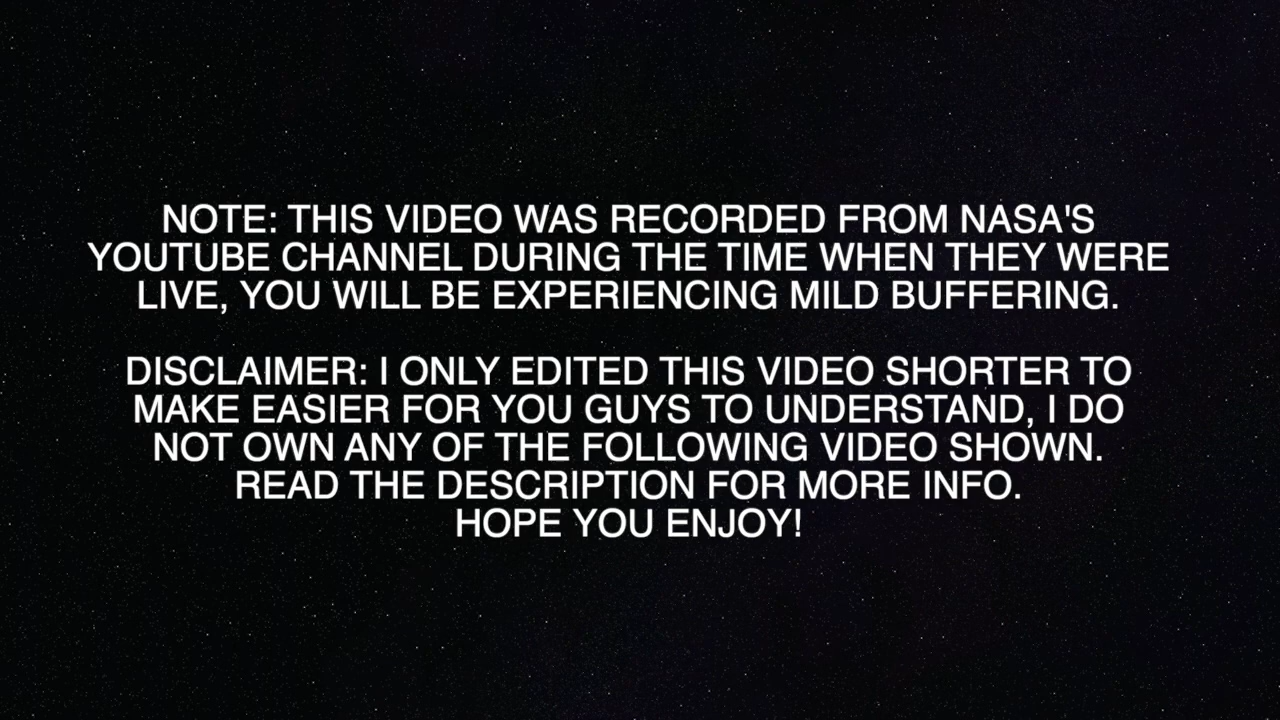 NOTE: THIS VIDEO WAS RECORDED FROM NASA'S
YOUTUBE CHANNEL DURING THE TIME WHEN THEY WERE
LIVE, YOU WILL BE EXPERIENCING MILD BUFFERING.
DISCLAIMER: I ONLY EDITED THIS VIDEO SHORTER TO
MAKE EASIER FOR YOU GUYS TO UNDERSTAND, I DO
NOT OWN ANY OF THE FOLLOWING VIDEO SHOWN.
READ THE DESCRIPTION FOR MORE INFO.
HOPE YOU ENJOY!